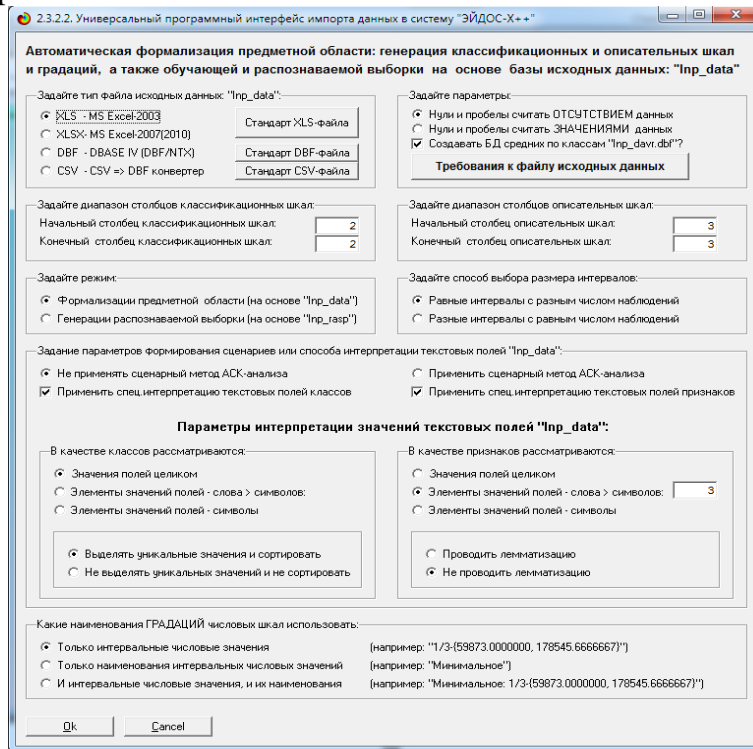 2.3.2.2. Универсальный программный интерфейс импорта данных в систему "ЭЙДОС-X++"
Автоматическая формализация предметной области: генерация классификационных и описательных шкал
и градаций, а также обучающей и распознаваемой выборки на основе базы исходных данных: "Inp_data"
Задайте тип файла исходных данных: "Inp_data":
XLS - MS Excel-2003
XLSX- MS Excel-2007(2010)
DBF - DBASE IV (DBF/NTX)
CSV - CSV => DBF конвертер
Стандарт XLS-файла
Стандарт DBF-файла
Стандарт CSV-файла
Задайте параметры:
Нули и пробелы считать ОТСУТСТВИЕМ данных
Нули и пробелы считать ЗНАЧЕНИЯМИ данных
Создавать БД средних по классам "Inp_davr.dbf"?
Требования к файлу исходных данных
Задайте диапазон столбцов классификационных шкал:
Начальный столбец классификационных шкал: 2
Конечный столбец классификационных шкал: 2
Задайте диапазон столбцов описательных шкал:
Начальный столбец описательных шкал: 3
Конечный столбец описательных шкал: 3
Задайте режим:
Формализации предметной области (на основе "Inp_data")
Генерации распознаваемой выборки (на основе "Inp_rasp")
Задайте способ выбора размера интервалов:
Равные интервалы с разным числом наблюдений
Разные интервалы с равным числом наблюдений
Задание параметров формирования сценариев или способа интерпретации текстовых полей "Inp_data":
Не применять сценарный метод АСК-анализа
Применить сценарный метод АСК-анализа
Применить спец.интерпретацию текстовых полей классов
Применить спец.интерпретацию текстовых полей признаков
Параметры интерпретации значений текстовых полей "Inp_data":
В качестве классов рассматриваются:
Значения полей целиком
Элементы значений полей - слова > символов:
Элементы значений полей - символы
Выделять уникальные значения и сортировать
Не выделять уникальных значений и не сортировать
В качестве признаков рассматриваются:
Значения полей целиком
Элементы значений полей - слова > символов: 3
Элементы значений полей - символы
Проводить лемматизацию
Не проводить лемматизацию
Какие наименования ГРАДАЦИЙ числовых шкал использовать:
Только интервальные числовые значения (например: "1/3-{59873.0000000, 178545.6666667}")
Только наименования интервальных числовых значений (например: "Минимальное")
И интервальные числовые значения, и их наименования (например: "Минимальное: 1/3-{59873.0000000, 178545.6666667}")
Ok
Cancel